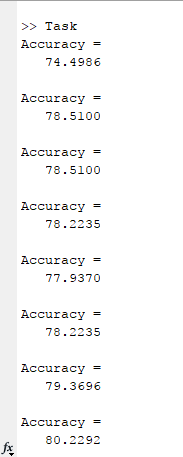 >> Task
Accuracy =
74.4986
Accuracy =
78.5100
Accuracy =
78.5100
Accuracy =
78.2235
Accuracy =
77.9370
Accuracy =
78.2235
Accuracy =
79.3696
Accuracy =
80.2292
fx